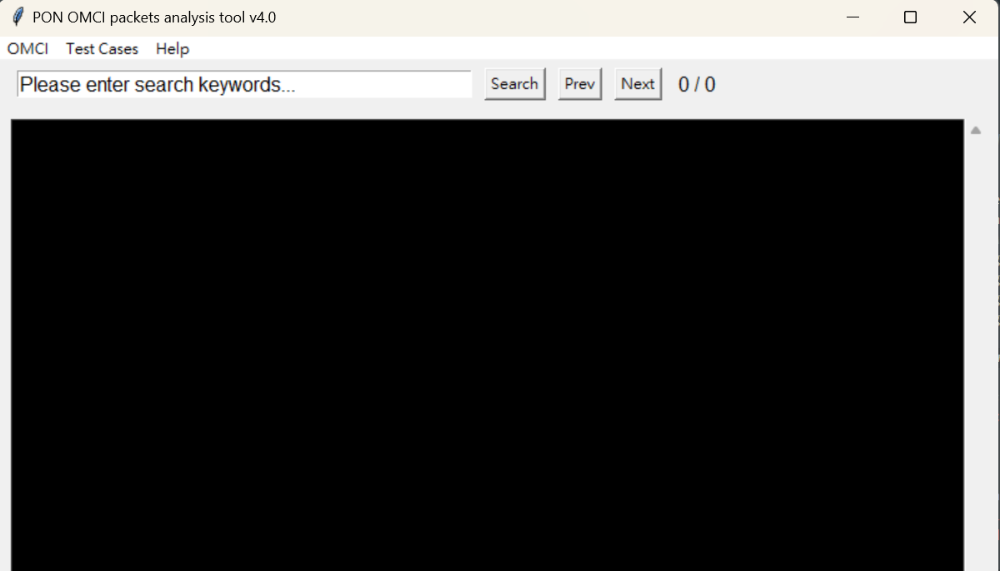 PON OMCI packets analysis tool v4.0
OMCI Test Cases Help
Please enter search keywords... Search Prev Next 0 / 0